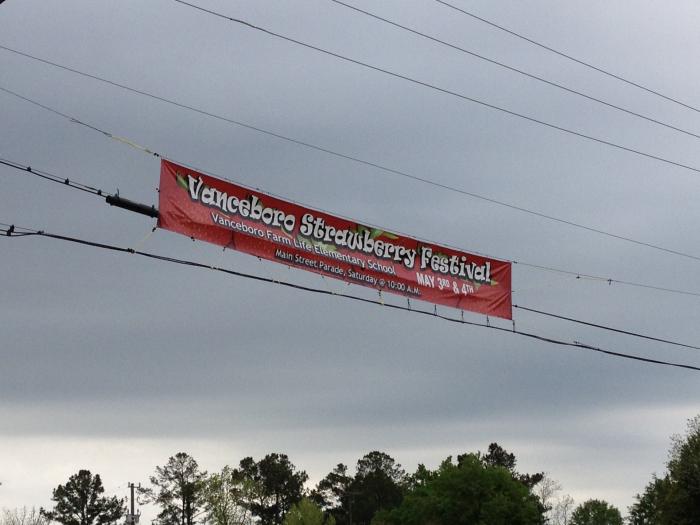 Vanceboro Strawberry Festival
Vanceboro Farm Life Elementary School
MAY 3RD & 4TH
Main Street Parade, Saturday @ 10:00 A.M.